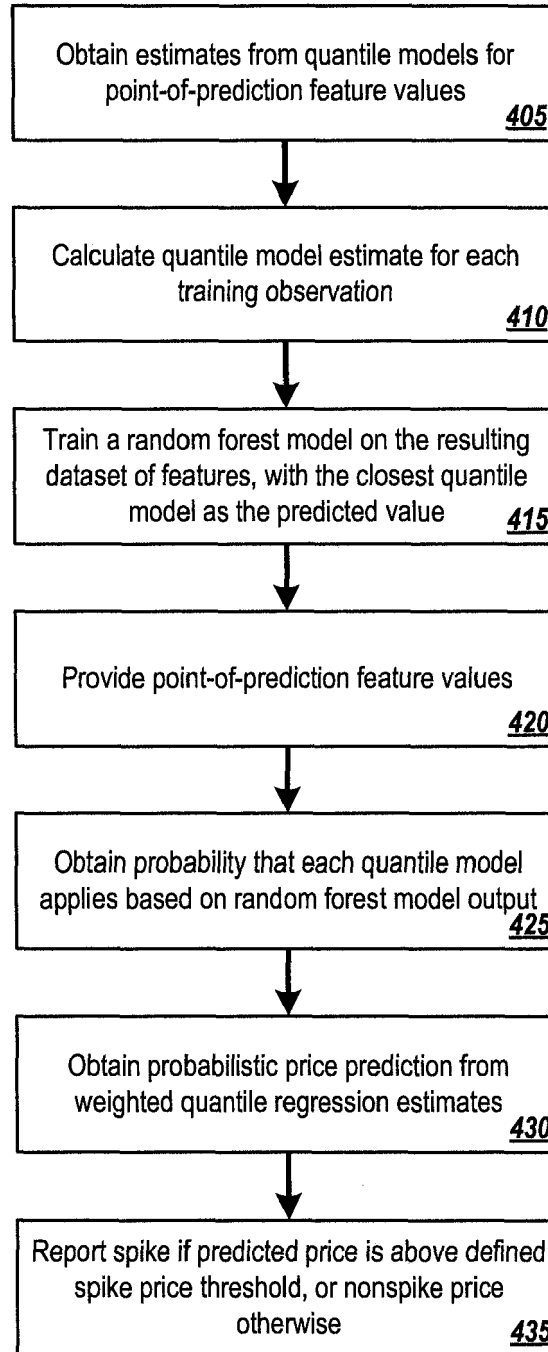 Obtain estimates from quantile models for
point-of-prediction feature values
405
Calculate quantile model estimate for each
training observation
410
Train a random forest model on the resulting
dataset of features, with the closest quantile
model as the predicted value
415
Provide point-of-prediction feature values
420
Obtain probability that each quantile model
applies based on random forest model output
425
Obtain probabilistic price prediction from
weighted quantile regression estimates
430
Report spike if predicted price is above defined
spike price threshold, or nonspike price
otherwise
435